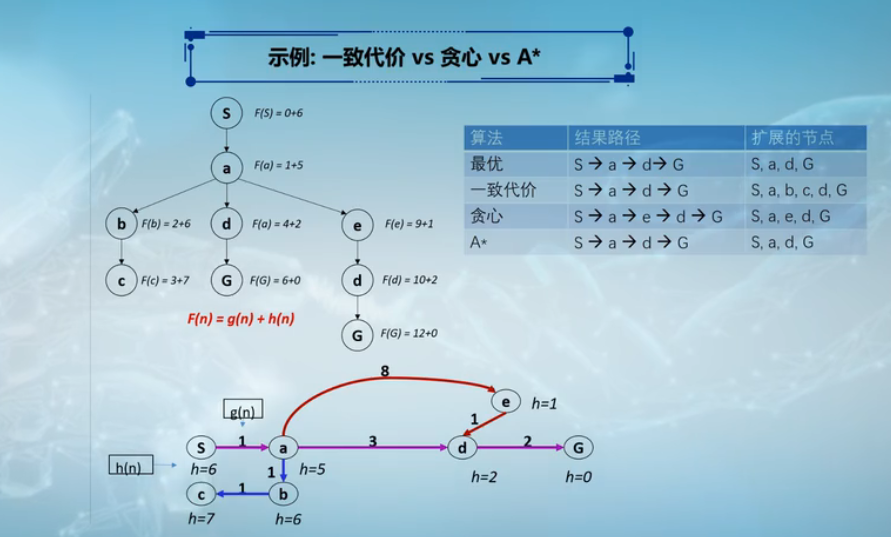 示例: 一致代价 vs 贪心 vs A*
S F(S) = 0+6
a F(a) = 1+5
b F(b) = 2+6 d F(a) = 4+2 e F(e) = 9+1
c F(c) = 3+7 G F(G) = 6+0 d F(d) = 10+2
F(n) = g(n) + h(n)
G F(G) = 12+0
算法 结果路径 扩展的节点
最优 S → a → d → G S, a, d, G
一致代价 S → a → d → G S, a, b, c, d, G
贪心 S → a → e → d → G S, a, e, d, G
A* S → a → d → G S, a, d, G
8
e h=1
g(n)
1
S 1 a 3 d 2 G
h(n)
h=6 1 h=5 h=2 h=0
c 1 b
h=7 h=6